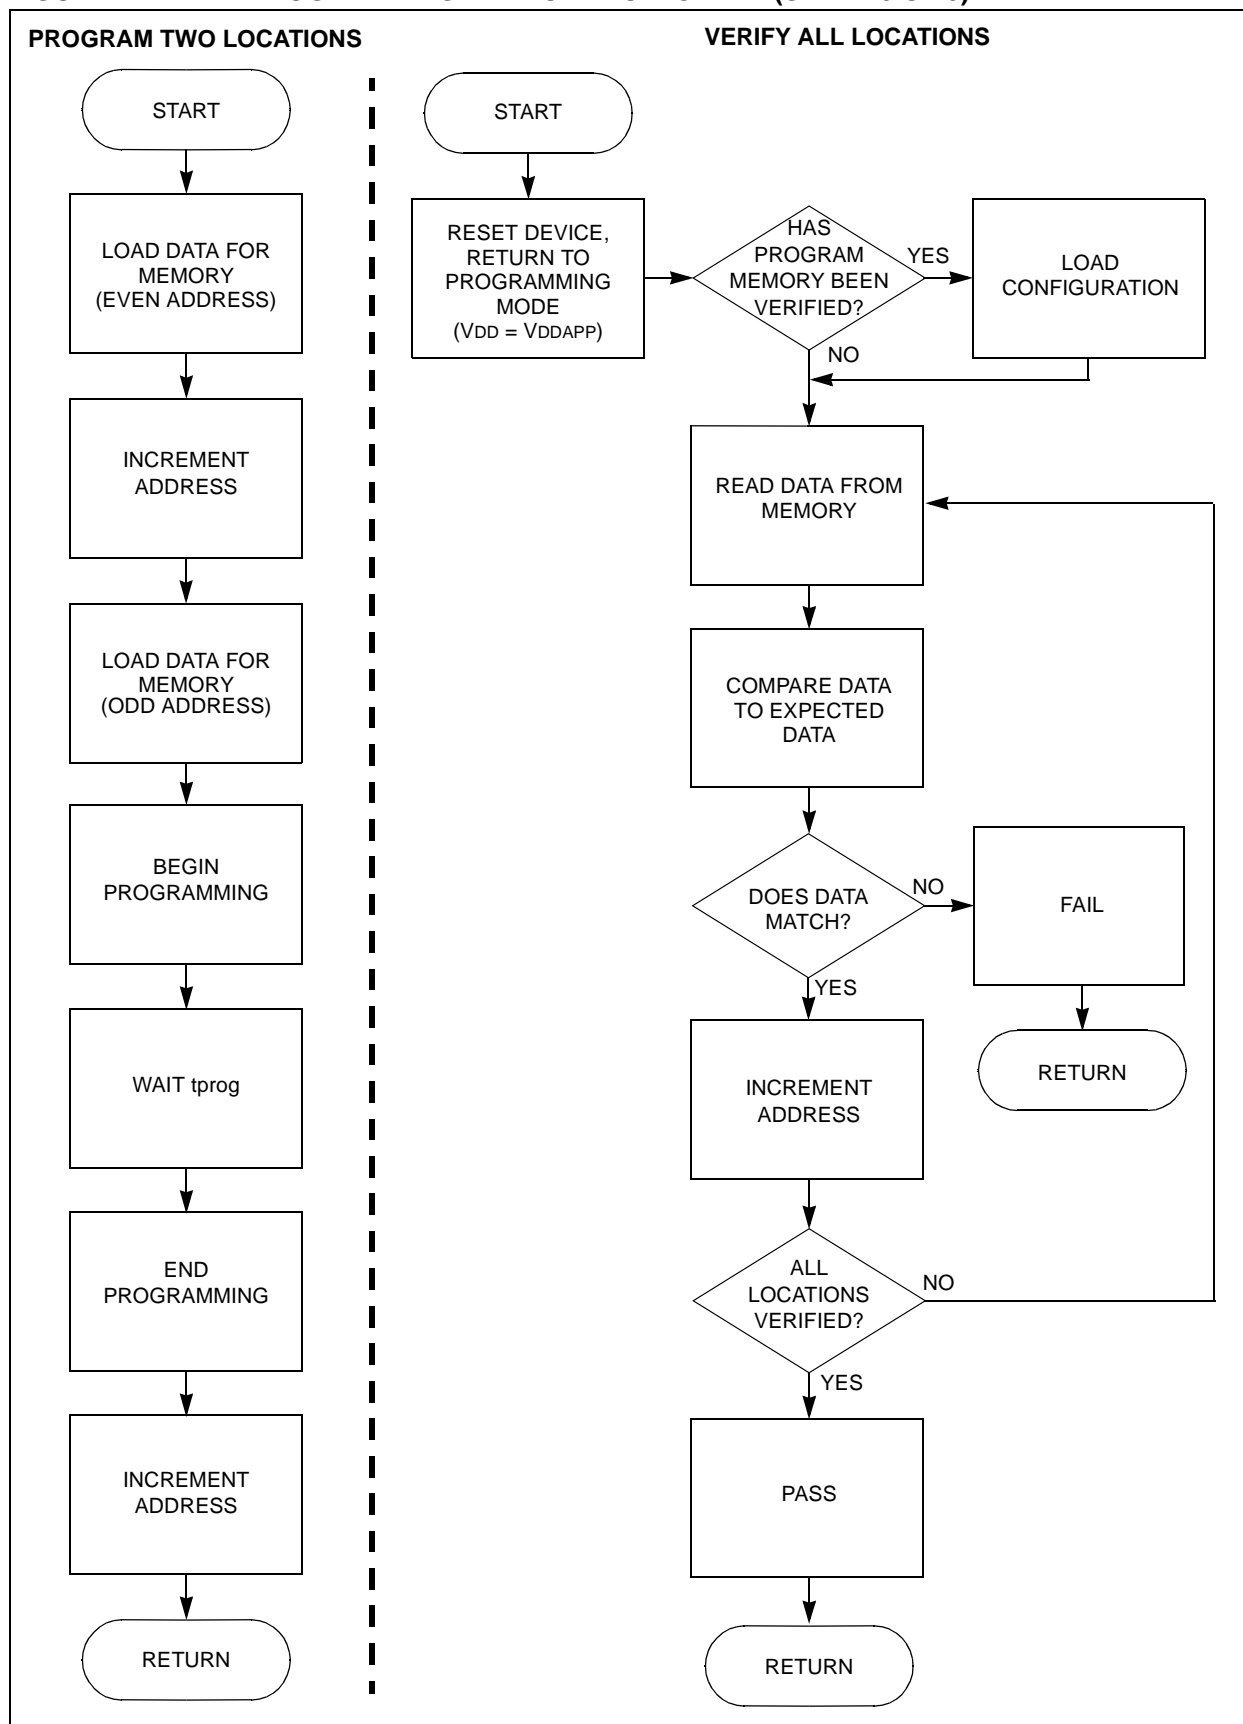 PROGRAM TWO LOCATIONS
START
LOAD DATA FOR
MEMORY
(EVEN ADDRESS)
INCREMENT
ADDRESS
LOAD DATA FOR
MEMORY
(ODD ADDRESS)
BEGIN
PROGRAMMING
WAIT tprog
END
PROGRAMMING
INCREMENT
ADDRESS
RETURN
VERIFY ALL LOCATIONS
START
RESET DEVICE,
RETURN TO
PROGRAMMING
MODE
(VDD = VDDAPP)
HAS
PROGRAM
MEMORY BEEN
VERIFIED?
YES
LOAD
CONFIGURATION
NO
READ DATA FROM
MEMORY
COMPARE DATA
TO EXPECTED
DATA
DOES DATA
MATCH?
NO
FAIL
RETURN
YES
INCREMENT
ADDRESS
ALL
LOCATIONS
VERIFIED?
NO
YES
PASS
RETURN